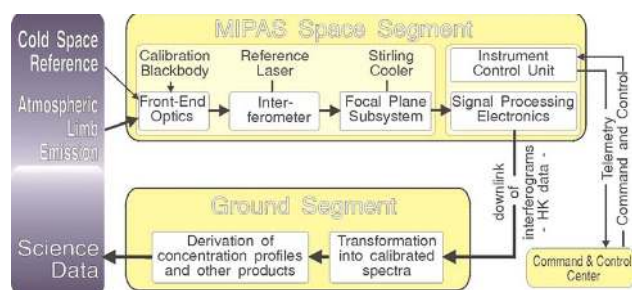 MIPAS Space Segment
Cold Space
Reference
Atmospheric
Limb
Emission
Science
Data
Calibration
Blackbody
Reference
Laser
Stirling
Cooler
Front-End
Optics
Inter-
ferometer
Focal Plane
Subsystem
Instrument
Control Unit
Signal Processing
Electronics
Telemetry
Command and Control
downlink
of
interferograms
- HK data -
Ground Segment
Derivation of
concentration profiles
and other products
Transformation
into calibrated
spectra
Command & Control
Center